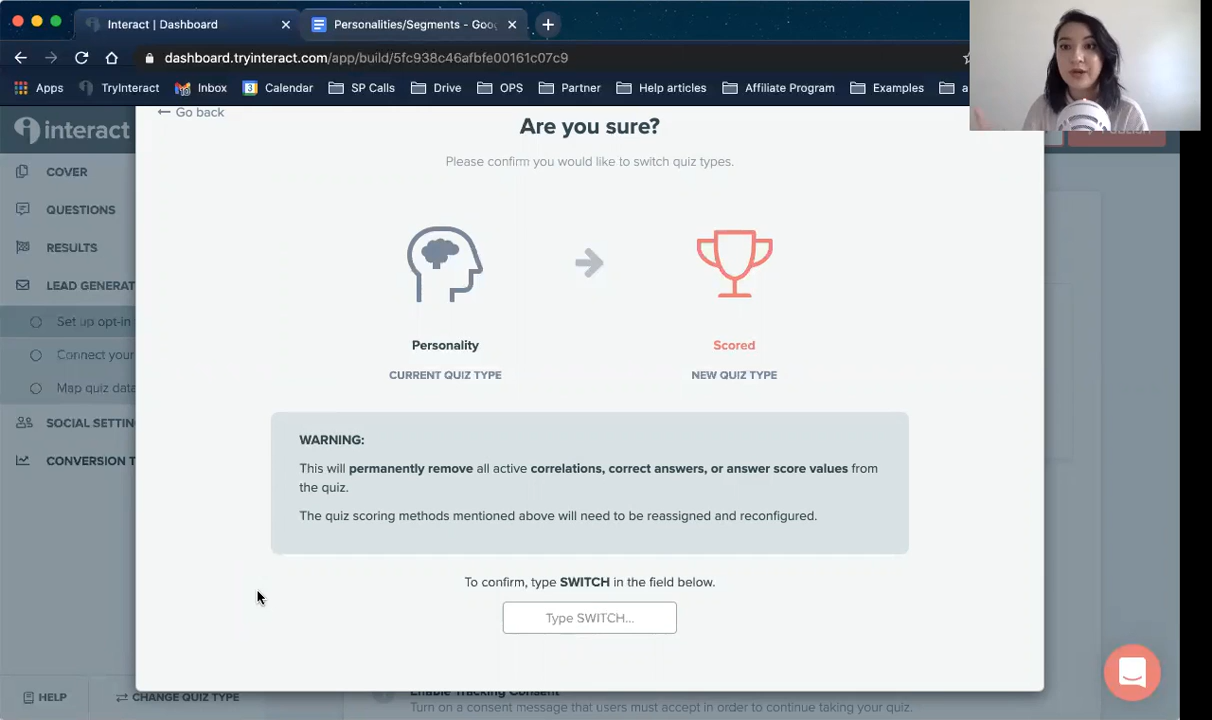 Interact | Dashboard
Personalities/Segments - Goo
dashboard.tryinteract.com/app/build/5fc938c46afbfe00161c07c9
Apps
TryInteract
Inbox
3
Calendar
SP Calls
Drive
OPS
Partner
Help articles
Affiliate Program
Examples
a
interact
Go back
COVER
QUESTIONS
RESULTS
LEAD GENERAT
Set up opt-in
Connect your
Map quiz data
SOCIAL SETTIN
CONVERSION T
HELP
CHANGE QUIZ TYPE
Are you sure?
Please confirm you would like to switch quiz types.
Personality
CURRENT QUIZ TYPE
Scored
NEW QUIZ TYPE
WARNING:
This will permanently remove all active correlations, correct answers, or answer score values from
the quiz.
The quiz scoring methods mentioned above will need to be reassigned and reconfigured.
To confirm, type SWITCH in the field below.
Type SWITCH...
Enable Tracking Consent
Turn on a consent message that users must accept in order to continue taking your quiz.